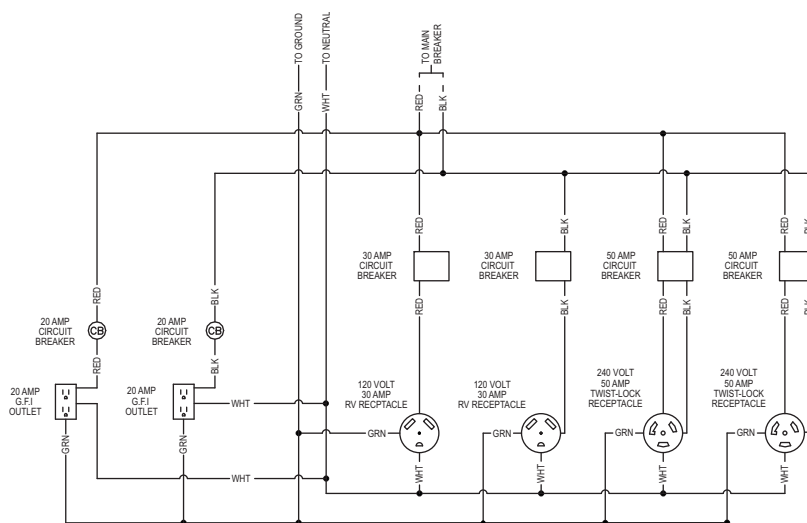 TO GROUND
TO NEUTRAL
TO MAIN
BREAKER
GRN
WHT
RED
BLK
RED
BLK
RED
BLK
RED
30 AMP
CIRCUIT
BREAKER
30 AMP
CIRCUIT
BREAKER
50 AMP
CIRCUIT
BREAKER
50 AMP
CIRCUIT
BREAKER
RED
BLK
RED
BLK
RED
BLK
RED
BLK
20 AMP
CIRCUIT
BREAKER
CB
20 AMP
CIRCUIT
BREAKER
CB
RED
BLK
20 AMP
G.F.I
OUTLET
20 AMP
G.F.I
OUTLET
120 VOLT
30 AMP
RV RECPTACLE
120 VOLT
30 AMP
RV RECEPTACLE
240 VOLT
50 AMP
TWIST-LOCK
RECEPTACLE
240 VOLT
50 AMP
TWIST-LOCK
RECEPTACLE
WHT
GRN
GRN
GRN
GRN
GRN
GRN
WHT
WHT
WHT
WHT
WHT